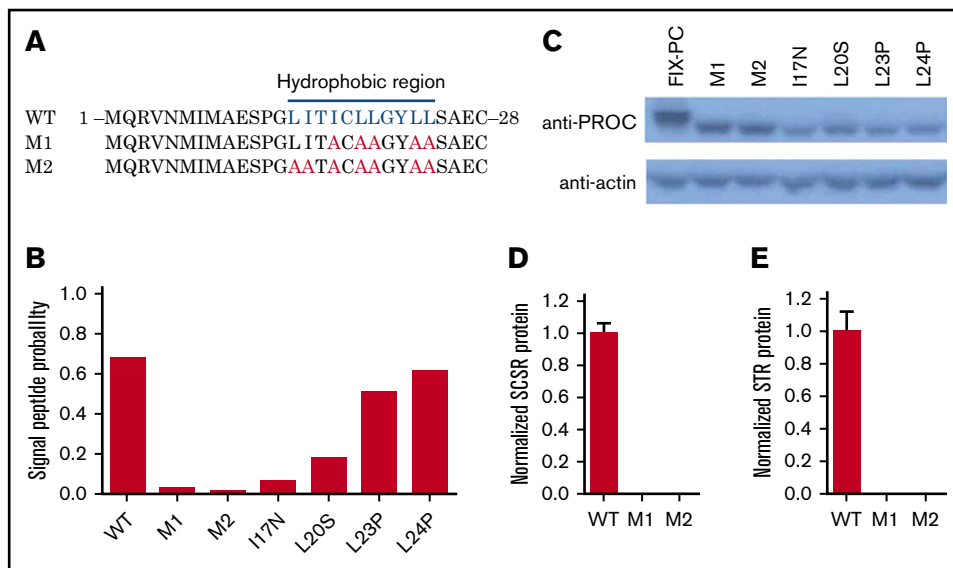 A
Hydrophobic region
WT 1 –MQRVNMIMAESPGLITICLLGYLLSAEC–28
M1 MQRVNMIMAESPGLITACAAGYAASAEC
M2 MQRVNMIMAESPGAATACAAGYAASAEC
B
Signal peptide probability
1.0
0.8
0.6
0.4
0.2
0.0
WT M1 M2 I17N L20S L23P L24P
C
FIX-PC M1 M2 I17N L20S L23P L24P
anti-PROC
anti-actin
D
Normalized SCSR protein
1.2
1.0
0.8
0.6
0.4
0.2
0.0
WT M1 M2
E
Normalized STR protein
1.2
1.0
0.8
0.6
0.4
0.2
0.0
WT M1 M2